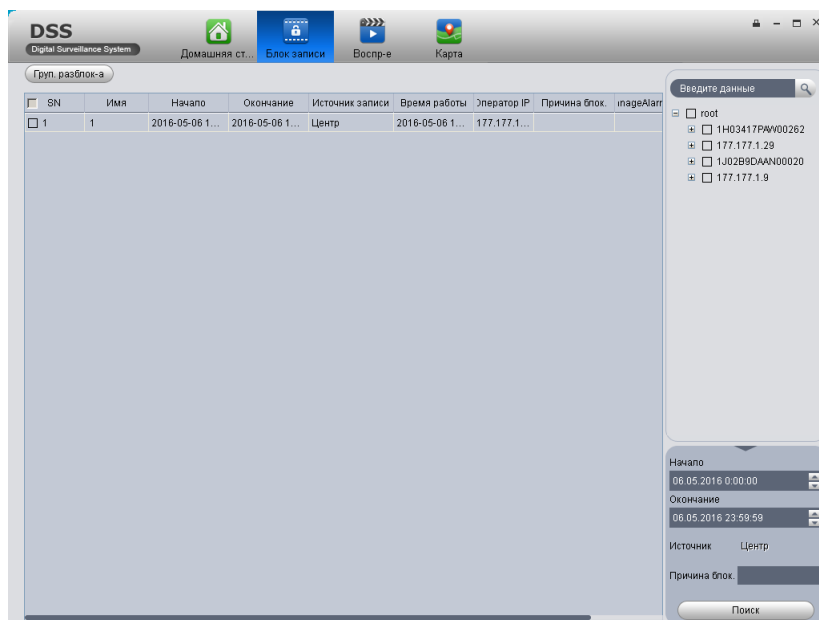 DSS
Digital Surveillance System
Домашняя ст...
Блок записи
Воспр-е
Карта
Груп. разблок-а
SN Имя Начало Окончание Источник записи Время работы Оператор IP Причина блок. ınageAlarm
1 1 2016-05-06 1... 2016-05-06 1... Центр 2016-05-06 1... 177.177.1...
Введите данные
root
1H03417PAW00262
177.177.1.29
1J02B9DAAN00020
177.177.1.9
Начало
06.05.2016 0:00:00
Окончание
06.05.2016 23:59:59
Источник Центр
Причина блок.
Поиск